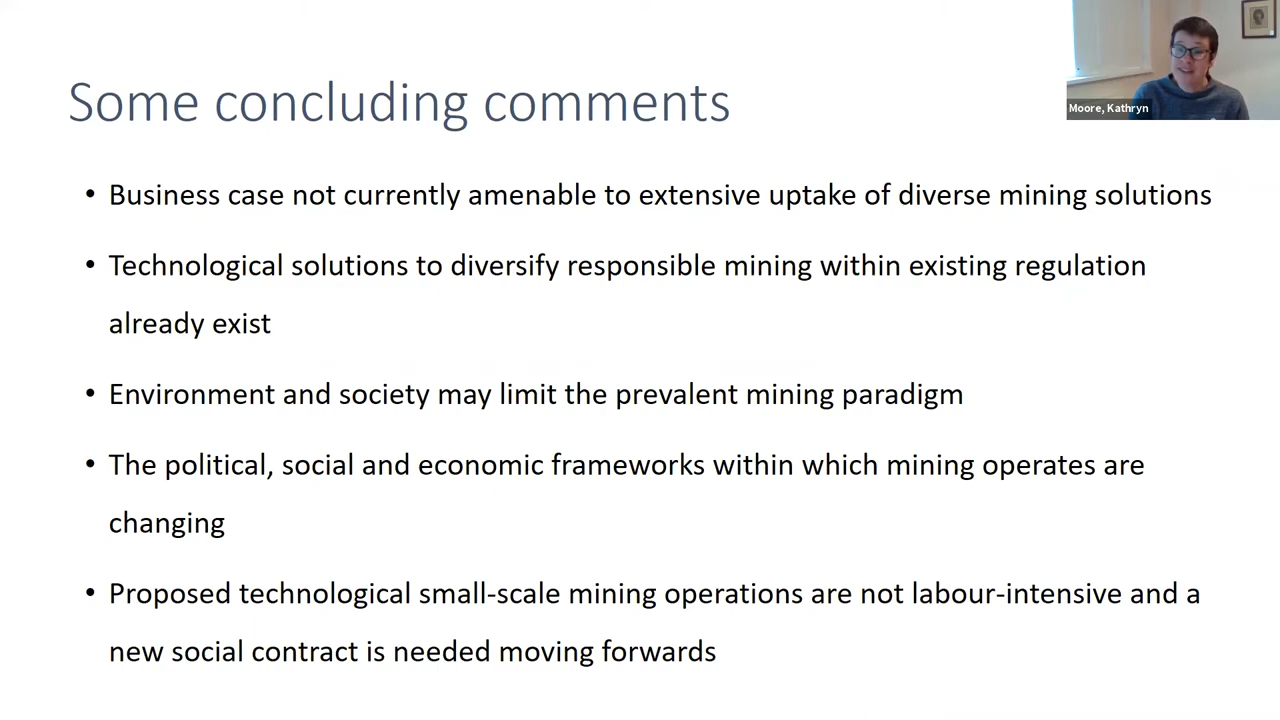 Some concluding comments
Moore, Kathryn
• Business case not currently amenable to extensive uptake of diverse mining solutions
• Technological solutions to diversify responsible mining within existing regulation
already exist
• Environment and society may limit the prevalent mining paradigm
• The political, social and economic frameworks within which mining operates are
changing
• Proposed technological small-scale mining operations are not labour-intensive and a
new social contract is needed moving forwards